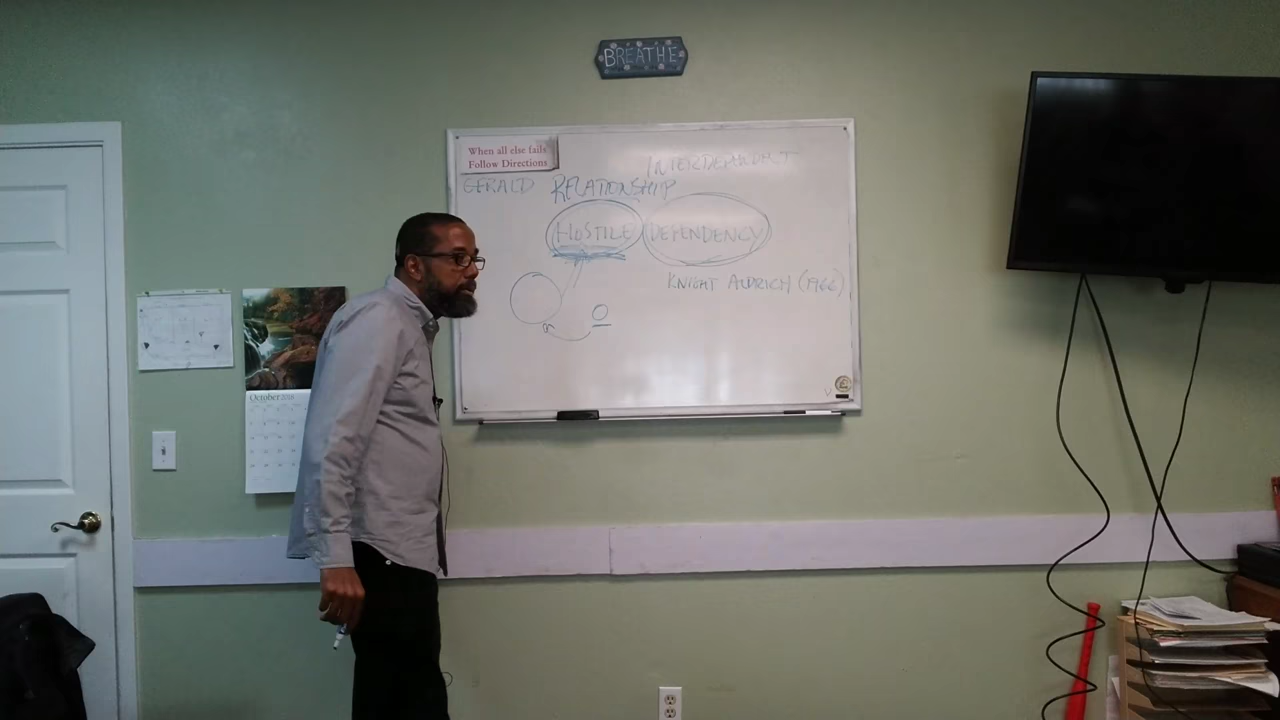 BREATHE
When all else fails
Follow Directions
INTERDEPENDENT
GERALD RELATIONSHIP
HOSTILE DEPENDENCY
KNIGHT ALDRICH (1966)
October 2018